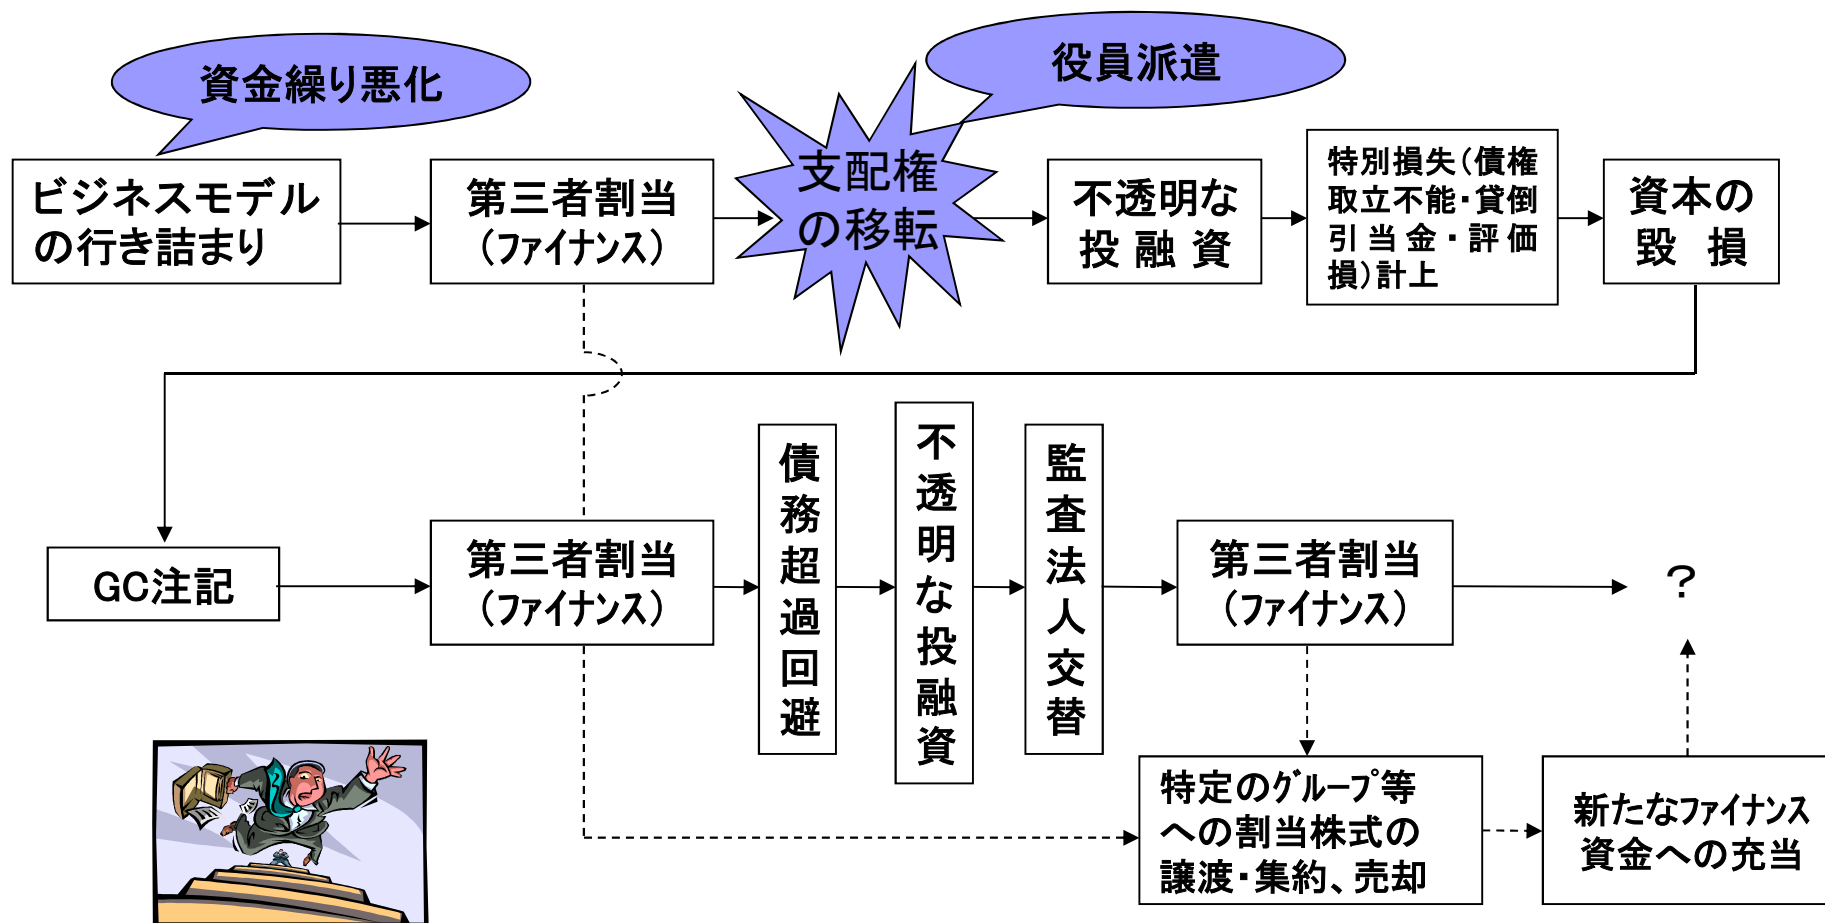 資金繰り悪化
役員派遣
ビジネスモデル
の行き詰まり
第三者割当
(ファイナンス)
支配権
の移転
不透明な
投融資
特別損失(債権
取立不能・貸倒
引当金・評価
損)計上
資本の
毀損
GC注記
第三者割当
(ファイナンス)
債務超過回避
不透明な投融資
監査法人交替
第三者割当
(ファイナンス)
?
特定のグループ等
への割当株式の
譲渡・集約、売却
新たなファイナンス
資金への充当